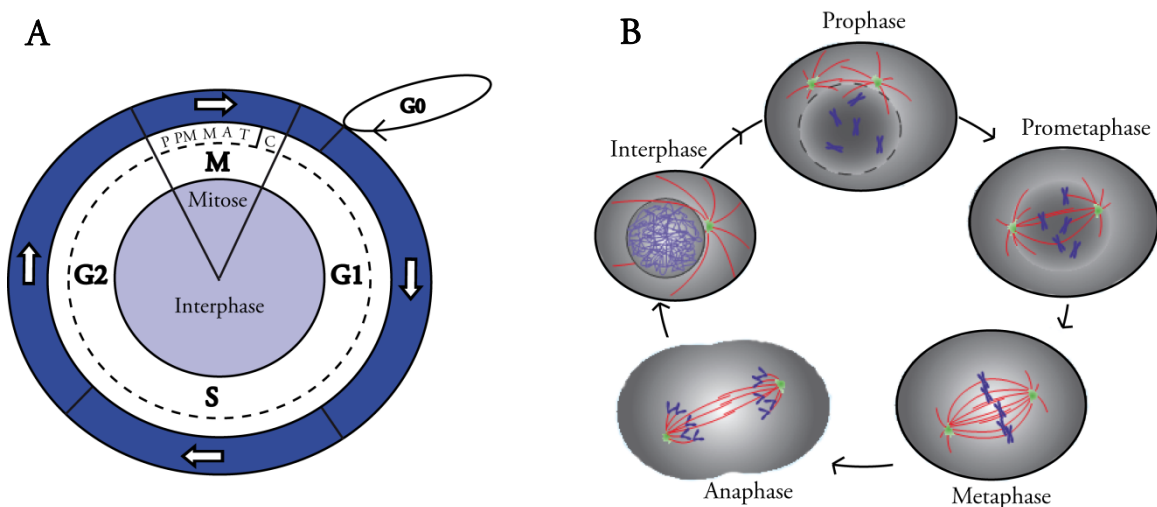 A
G0
P PM M A T C
M
Mitose
G2
G1
Interphase
S
B
Prophase
Interphase
Prometaphase
Anaphase
Metaphase